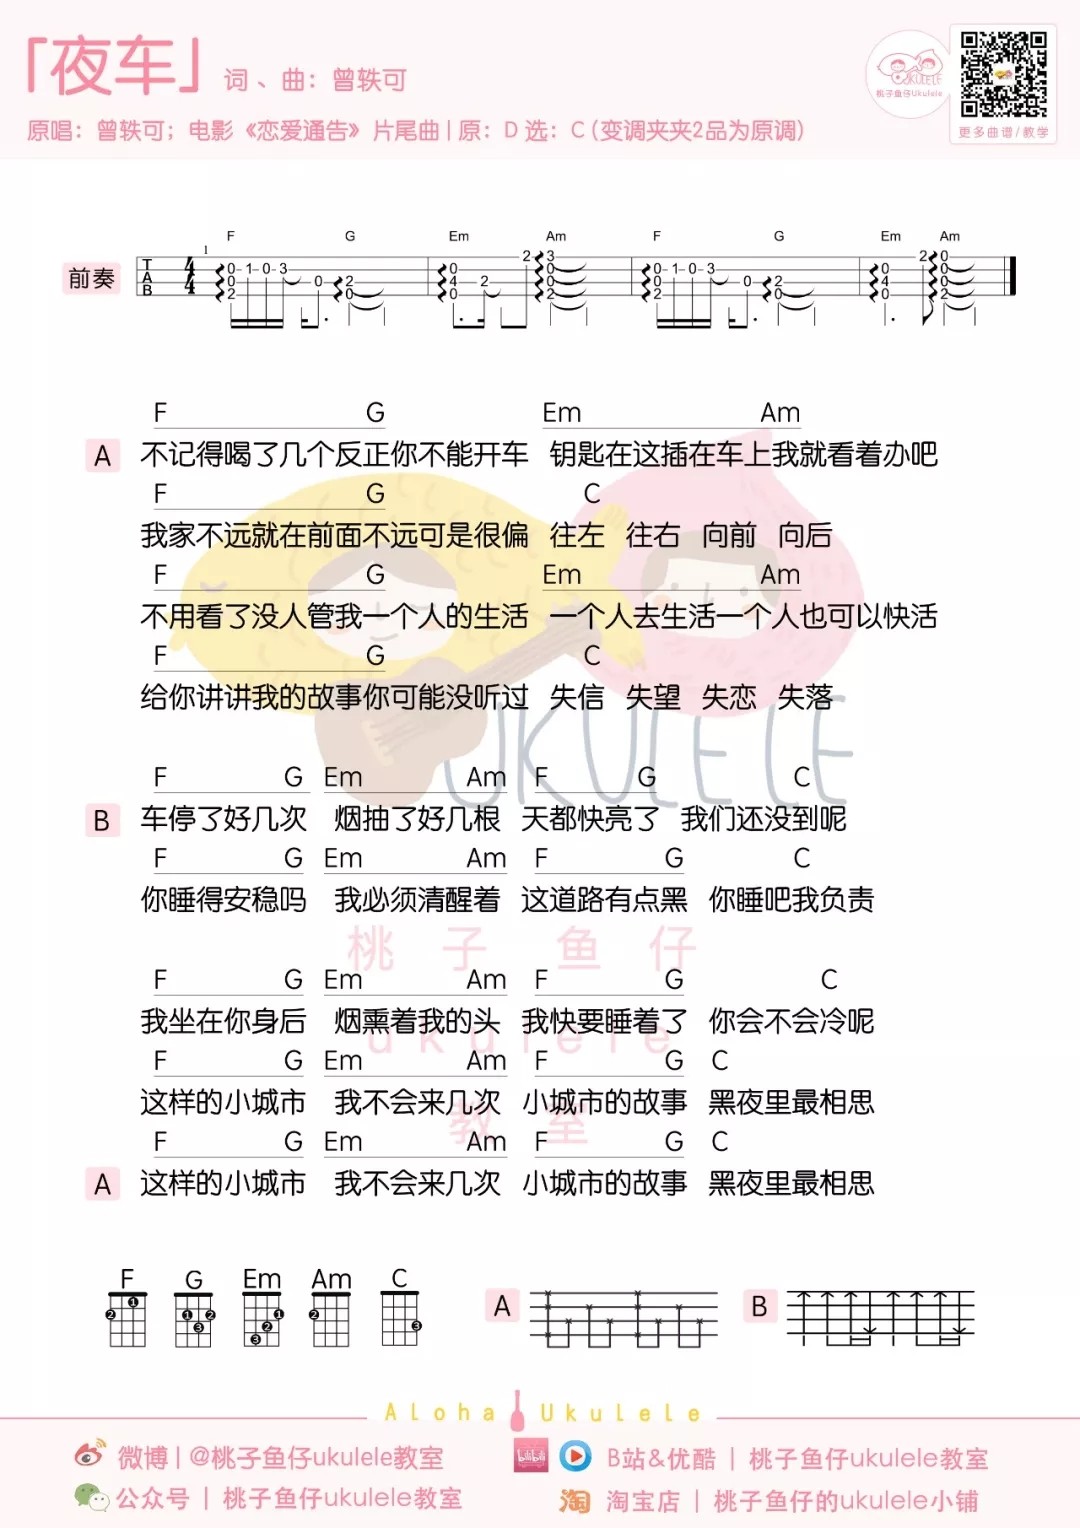 「夜车」 词、曲：曾轶可
原唱：曾轶可；电影《恋爱通告》片尾曲 | 原：D 选：C (变调夹夹2品为原调)
UKULELE
桃子鱼仔Ukulele
更多曲谱/教学
F G Em Am F G Em Am
前奏
1
T A B 4 4
0 1 0 3 0 2 0 2 2 3
0 0 4 0 0
2 0 0 2
F G Em Am
A 不记得喝了几个反正你不能开车 钥匙在这插在车上我就看着办吧
F G C
我家不远就在前面不远可是很偏 往左 往右 向前 向后
F G Em Am
不用看了没人管我一个人的生活 一个人去生活一个人也可以快活
F G C
给你讲讲我的故事你可能没听过 失信 失望 失恋 失落
UKULELE
F G Em Am F G C
B 车停了好几次 烟抽了好几根 天都快亮了 我们还没到呢
F G Em Am F G C
你睡得安稳吗 我必须清醒着 这道路有点黑 你睡吧我负责
桃子鱼仔
F G Em Am F G C
我坐在你身后 烟熏着我的头 我快要睡着了 你会不会冷呢
ukulele
F G Em Am F G C
这样的小城市 我不会来几次 小城市的故事 黑夜里最相思
教室
F G Em Am F G C
A 这样的小城市 我不会来几次 小城市的故事 黑夜里最相思
F G Em Am C A B
Aloha Ukulele
微博 | @桃子鱼仔ukulele教室
bilibili B站&优酷 | 桃子鱼仔ukulele教室
公众号 | 桃子鱼仔ukulele教室
淘 淘宝店 | 桃子鱼仔的ukulele小铺